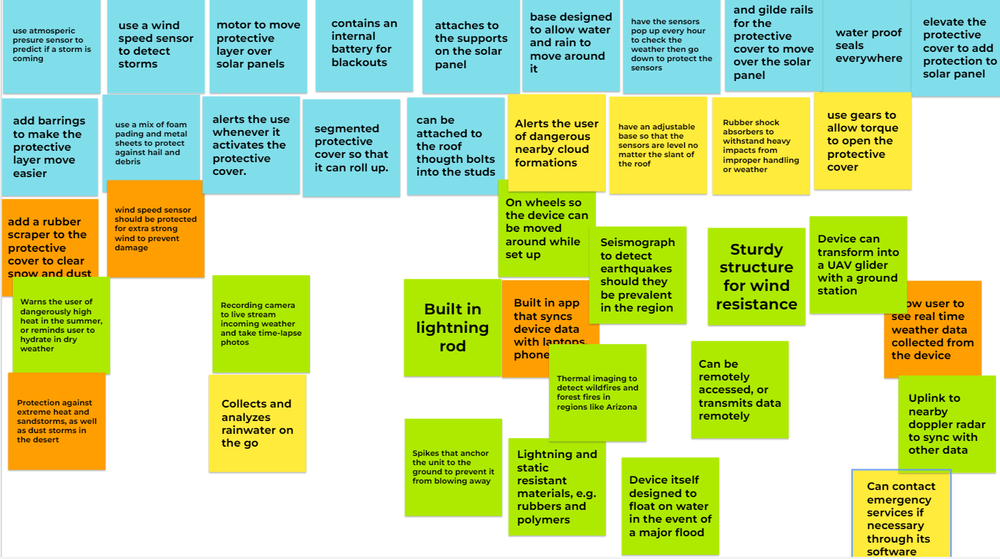 use atmosperic
presure sensor to
predict if a storm is
coming
use a wind
speed sensor
to detect
storms
motor to move
protective
layer over
solar panels
contains an
internal
battery for
blackouts
attaches to
the supports
on the solar
panel
base designed
to allow water
and rain to
move around
it
have the sensors
pop up every hour
to check the
weather then go
down to protect the
sensors
and gilde rails
for the
protective
cover to move
over the solar
panel
water proof
seals
everywhere
elevate the
protective
cover to add
protection to
solar panel
add barrings
to make the
protective
layer move
easier
use a mix of foam
pading and metal
sheets to protect
against hail and
debris
alerts the use
whenever it
activates the
protective
cover.
segmented
protective
cover so that
it can roll up.
can be
attached to
the roof
thougth bolts
into the studs
Alerts the user
of dangerous
nearby cloud
formations
have an adjustable
base so that the
sensors are level no
matter the slant of
the roof
Rubber shock
absorbers to
withstand heavy
impacts from
improper handling
or weather
use gears to
allow torque
to open the
protective
cover
add a rubber
scraper to the
protective
cover to clear
snow and dust
wind speed sensor
should be protected
for extra strong
wind to prevent
damage
On wheels so
the device can
be moved
around while
set up
Seismograph
to detect
earthquakes
should they
be prevalent
in the region
Sturdy
structure
for wind
resistance
Device can
transform into
a UAV glider
with a ground
station
Warns the user of
dangerously high
heat in the summer,
or reminds user to
hydrate in dry
weather
Recording camera
to live stream
incoming weather
and take time-lapse
photos
Built in
lightning
rod
Built in app
that syncs
device data
with laptops,
user to
see real time
weather data
collected from
the device
Thermal imaging to
detect wildfires and
forest fires in
regions like Arizona
Can be
remotely
accessed, or
transmits data
remotely
Protection against
extreme heat and
sandstorms, as well
as dust storms in
the desert
Collects and
analyzes
rainwater on
the go
Uplink to
nearby
doppler radar
to sync with
other data
Spikes that anchor
the unit to the
ground to prevent it
from blowing away
Lightning and
static
resistant
materials, e.g.
rubbers and
polymers
Device itself
designed to
float on water
in the event of
a major flood
Can contact
emergency
services if
necessary
through its
software